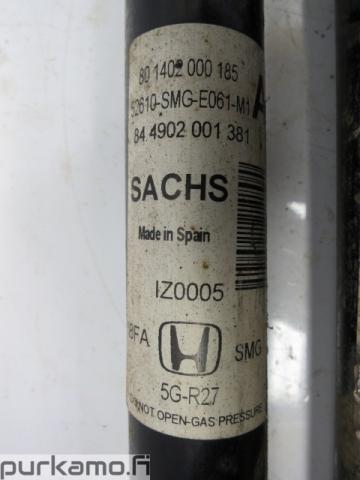 80 1402 000 185
52610-SMG-E061-M1
A
84 4902 001 381
SACHS
Made in Spain
IZ0005
8FA
SMG
5G-R27
NOT OPEN-GAS PRESSURE
purkamo.fi